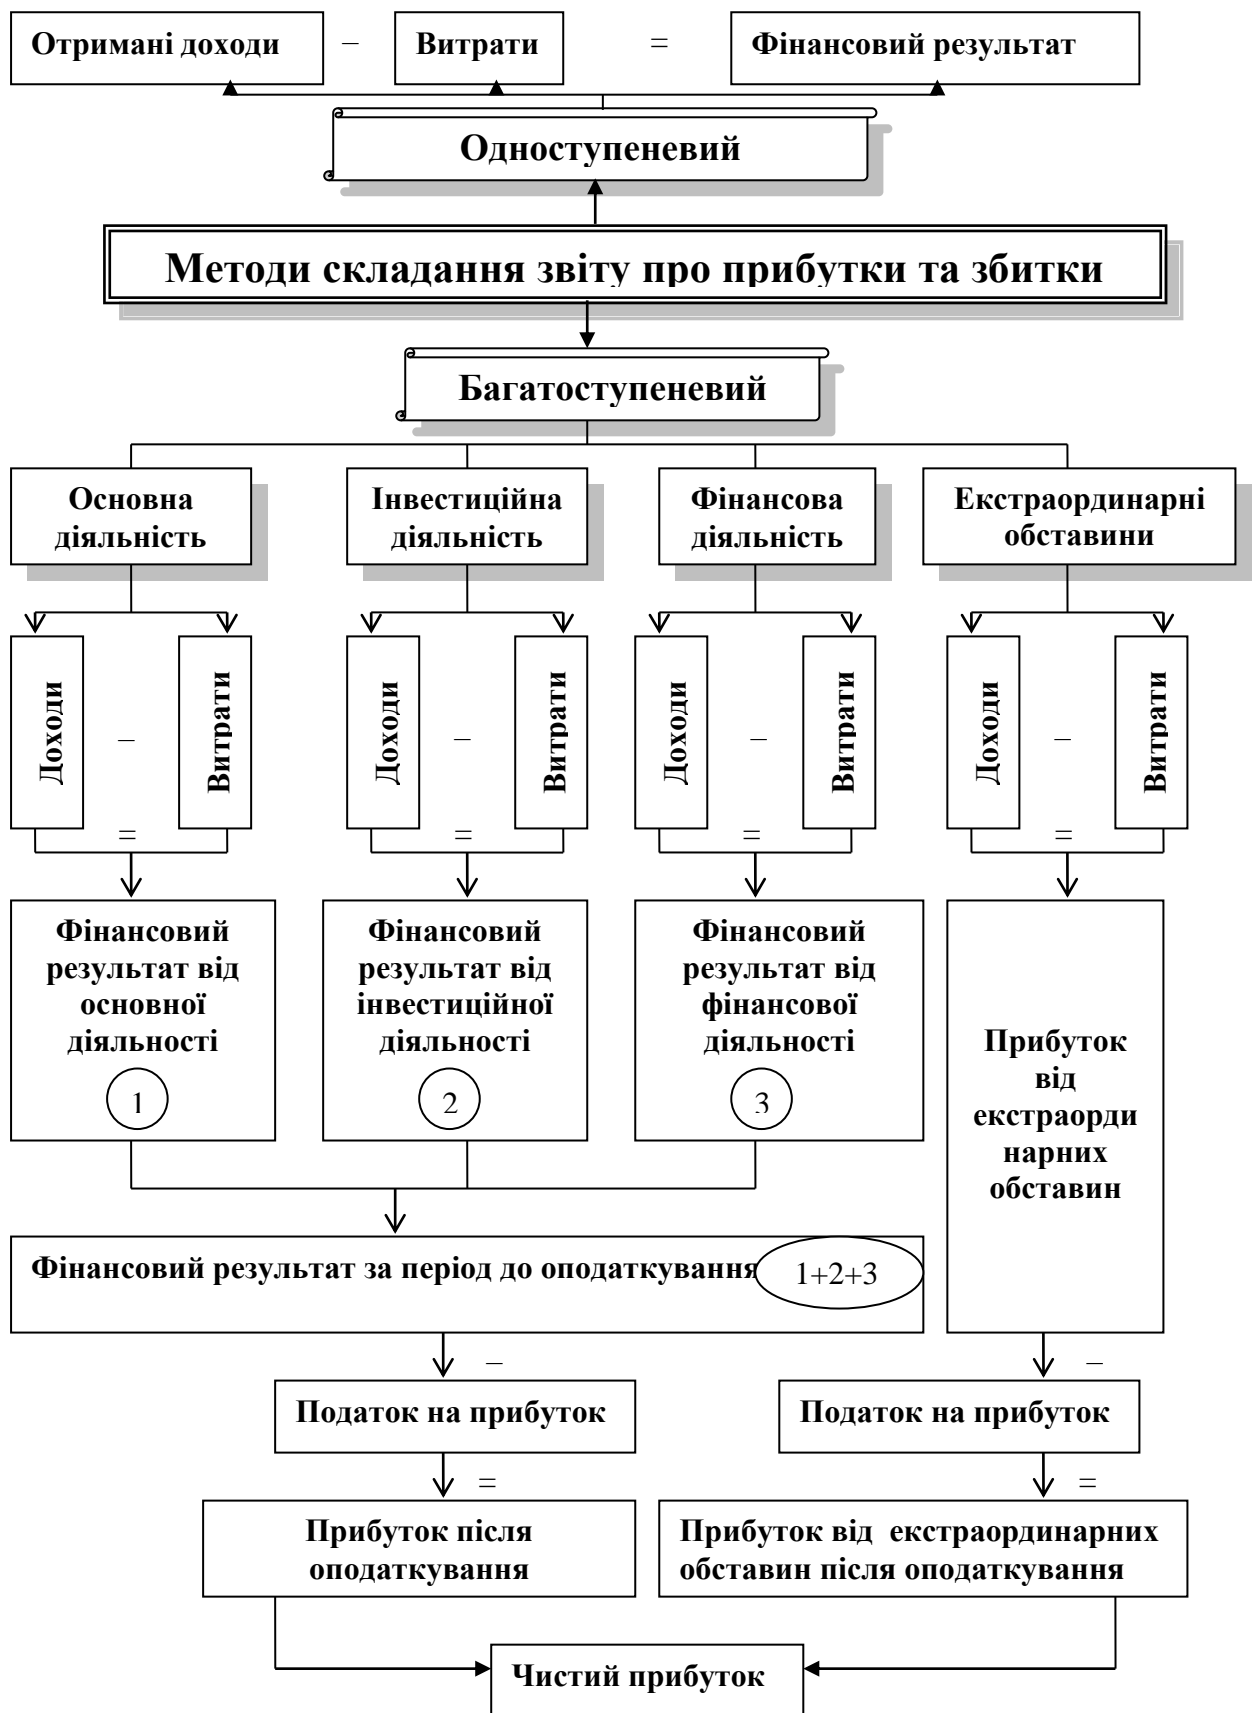 Отримані доходи – Витрати = Фінансовий результат
Одноступеневий
Методи складання звіту про прибутки та збитки
Багатоступеневий
Основна
діяльність
Інвестиційна
діяльність
Фінансова
діяльність
Екстраординарні
обставини
Доходи – Витрати
=
Доходи – Витрати
=
Доходи – Витрати
=
Доходи – Витрати
=
Фінансовий
результат від
основної
діяльності
1
Фінансовий
результат від
інвестиційної
діяльності
2
Фінансовий
результат від
фінансової
діяльності
3
Прибуток
від
екстраорди
нарних
обставин
Фінансовий результат за період до оподаткування 1+2+3
–
–
Податок на прибуток
Податок на прибуток
=
=
Прибуток після
оподаткування
Прибуток від екстраординарних
обставин після оподаткування
Чистий прибуток